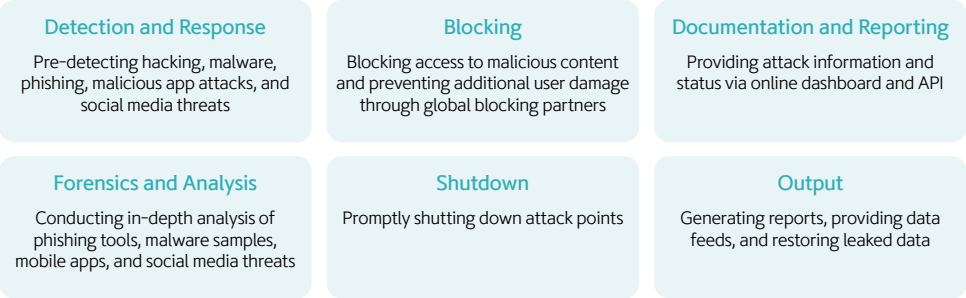 Detection and Response
Pre-detecting hacking, malware,
phishing, malicious app attacks, and
social media threats
Blocking
Blocking access to malicious content
and preventing additional user damage
through global blocking partners
Documentation and Reporting
Providing attack information and
status via online dashboard and API
Forensics and Analysis
Conducting in-depth analysis of
phishing tools, malware samples,
mobile apps, and social media threats
Shutdown
Promptly shutting down attack points
Output
Generating reports, providing data
feeds, and restoring leaked data